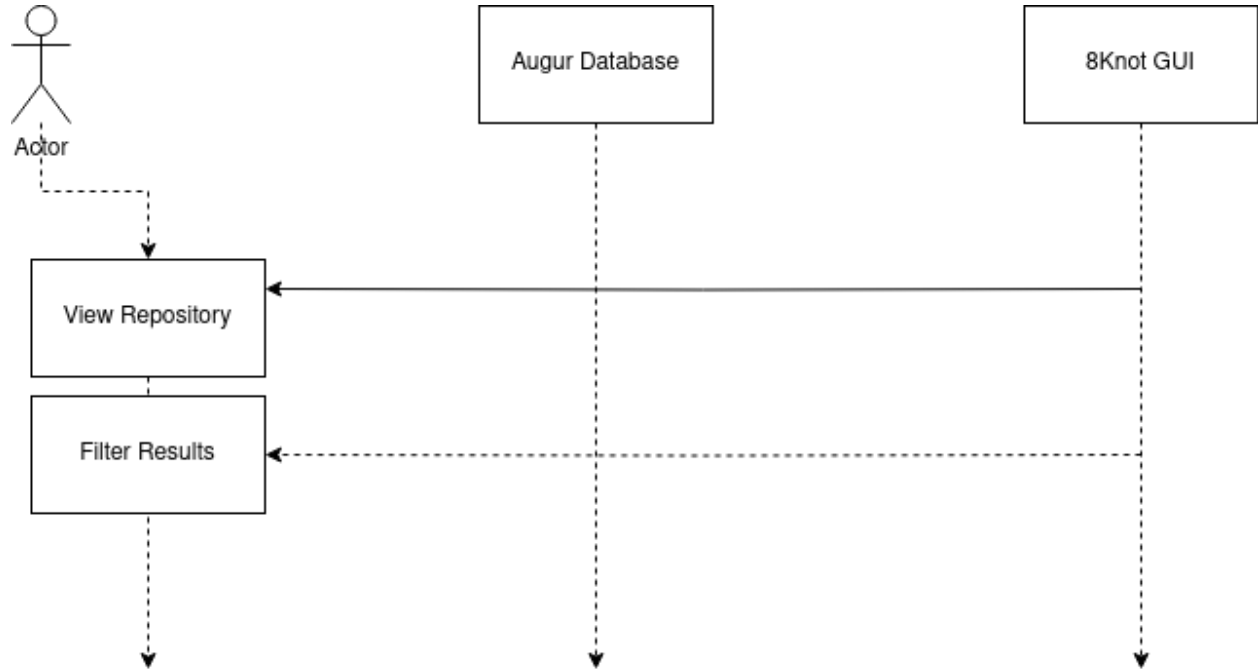 Augur Database
8Knot GUI
Actor
View Repository
Filter Results